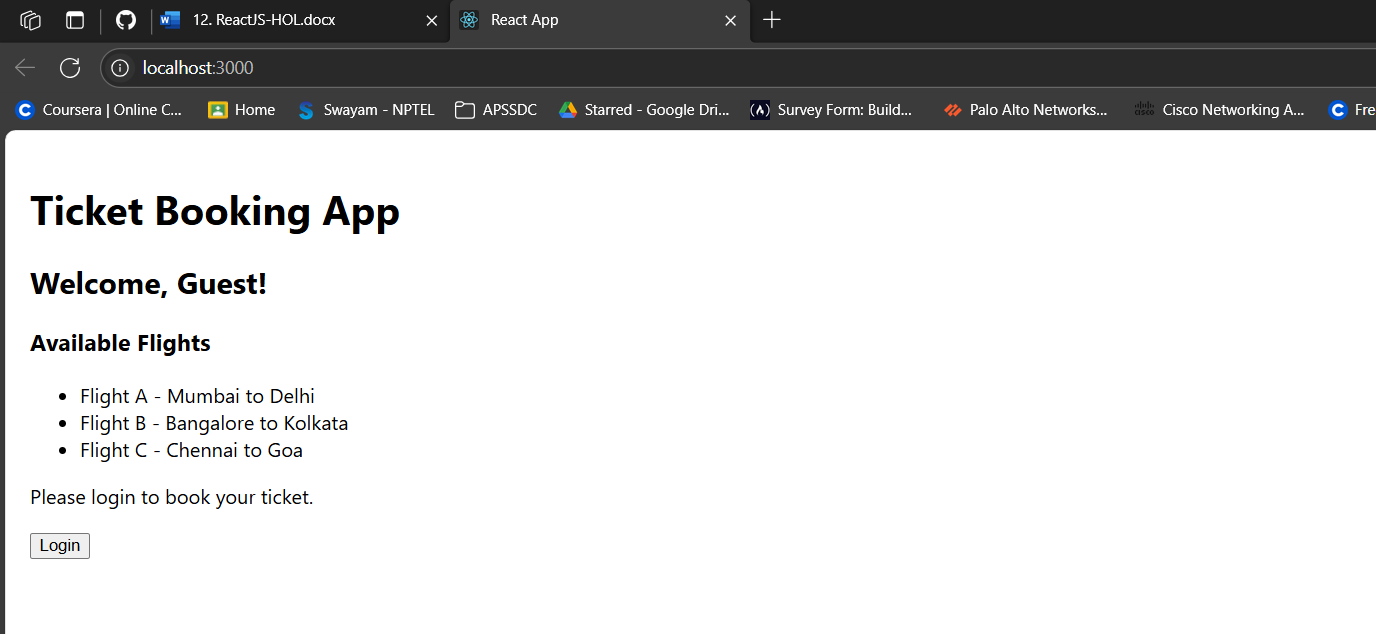 12. ReactJS-HOL.docx
React App
localhost:3000
Coursera | Online C...
Home
Swayam - NPTEL
APSSDC
Starred - Google Dri...
Survey Form: Build...
Palo Alto Networks...
Cisco Networking A...
Fre
Ticket Booking App
Welcome, Guest!
Available Flights
• Flight A - Mumbai to Delhi
• Flight B - Bangalore to Kolkata
• Flight C - Chennai to Goa
Please login to book your ticket.
Login